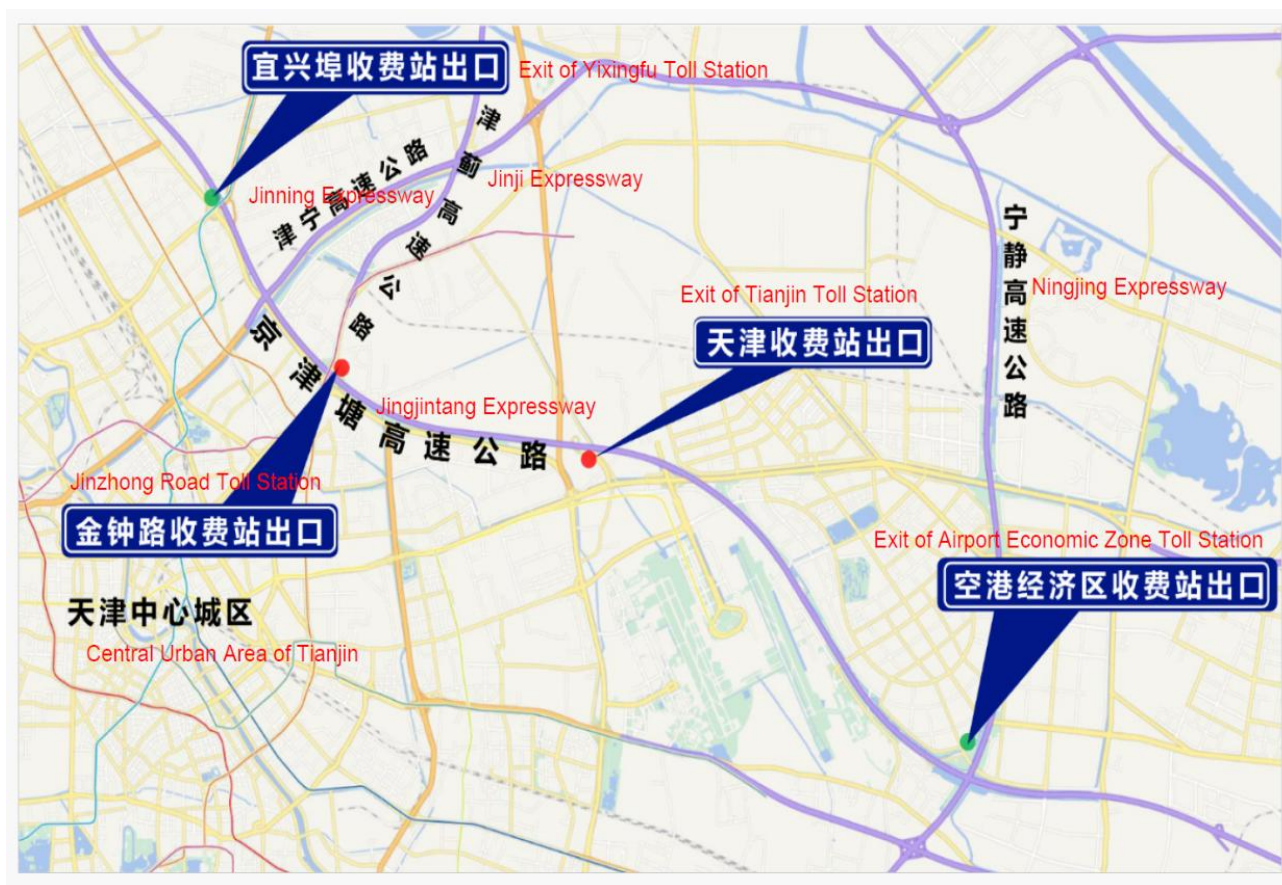 宜兴埠收费站出口
Exit of Yixingfu Toll Station
津宁高速公路
Jinning Expressway
津蓟高速公路
Jinji Expressway
宁静高速公路
Ningjing Expressway
Exit of Tianjin Toll Station
天津收费站出口
京津塘高速公路
Jingjintang Expressway
Jinzhong Road Toll Station
金钟路收费站出口
Exit of Airport Economic Zone Toll Station
空港经济区收费站出口
天津中心城区
Central Urban Area of Tianjin